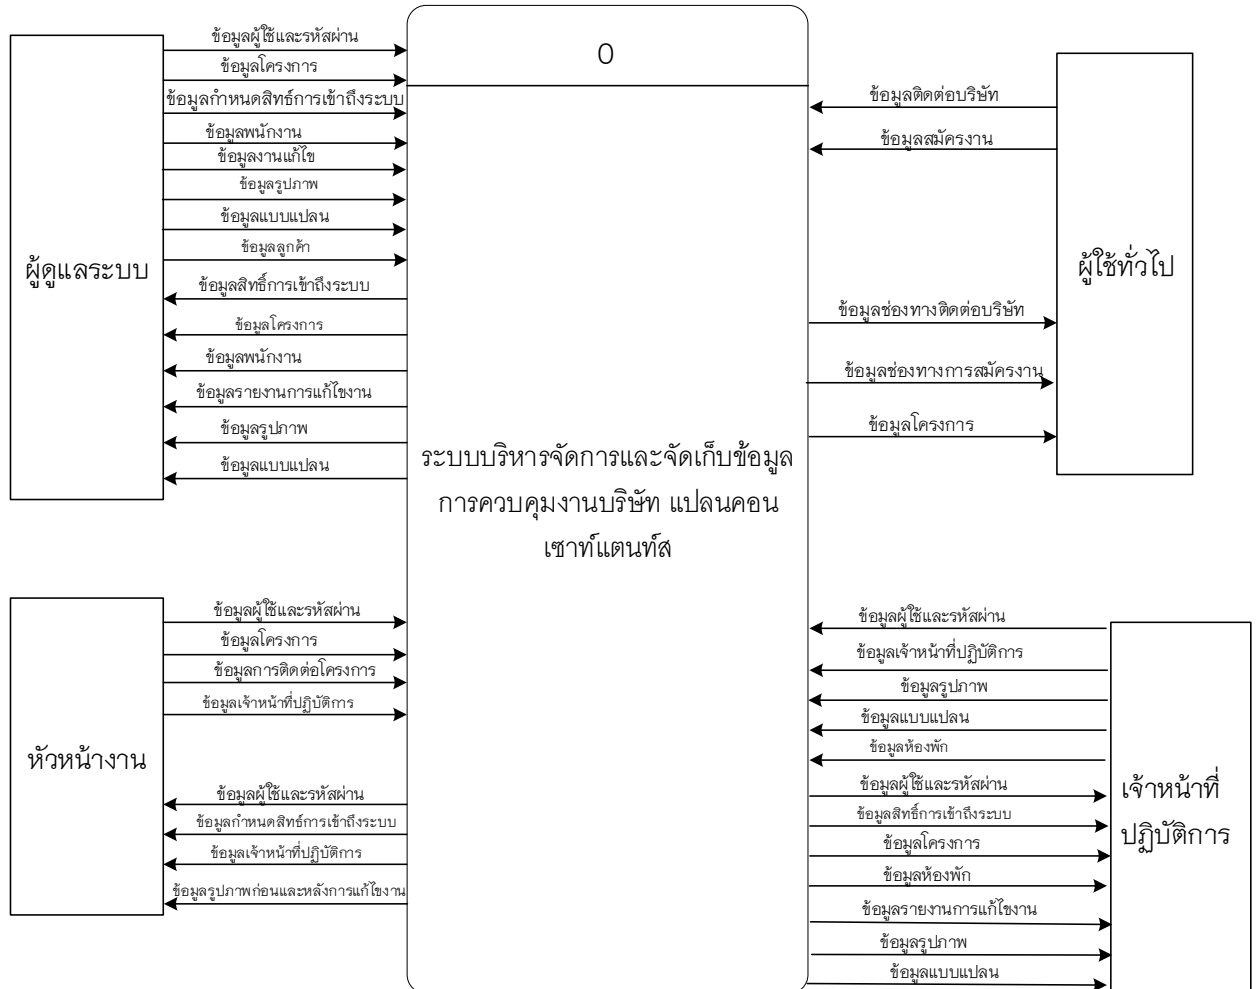 0
ผู้ดูแลระบบ
ข้อมูลผู้ใช้และรหัสผ่าน
ข้อมูลโครงการ
ข้อมูลกำหนดสิทธ์การเข้าถึงระบบ
ข้อมูลพนักงาน
ข้อมูลงานแก้ไข
ข้อมูลรูปภาพ
ข้อมูลแบบแปลน
ข้อมูลลูกค้า
ข้อมูลสิทธิ์การเข้าถึงระบบ
ข้อมูลโครงการ
ข้อมูลพนักงาน
ข้อมูลรายงานการแก้ไขงาน
ข้อมูลรูปภาพ
ข้อมูลแบบแปลน
ระบบบริหารจัดการและจัดเก็บข้อมูล
การควบคุมงานบริษัท แปลนคอน
เซาท์แตนท์ส
ข้อมูลติดต่อบริษัท
ข้อมูลสมัครงาน
ผู้ใช้ทั่วไป
ข้อมูลช่องทางติดต่อบริษัท
ข้อมูลช่องทางการสมัครงาน
ข้อมูลโครงการ
หัวหน้างาน
ข้อมูลผู้ใช้และรหัสผ่าน
ข้อมูลโครงการ
ข้อมูลการติดต่อโครงการ
ข้อมูลเจ้าหน้าที่ปฏิบัติการ
ข้อมูลผู้ใช้และรหัสผ่าน
ข้อมูลกำหนดสิทธ์การเข้าถึงระบบ
ข้อมูลเจ้าหน้าที่ปฏิบัติการ
ข้อมูลรูปภาพก่อนและหลังการแก้ไขงาน
ข้อมูลผู้ใช้และรหัสผ่าน
ข้อมูลเจ้าหน้าที่ปฏิบัติการ
ข้อมูลรูปภาพ
ข้อมูลแบบแปลน
ข้อมูลห้องพัก
ข้อมูลผู้ใช้และรหัสผ่าน
ข้อมูลสิทธิ์การเข้าถึงระบบ
ข้อมูลโครงการ
ข้อมูลห้องพัก
ข้อมูลรายงานการแก้ไขงาน
ข้อมูลรูปภาพ
ข้อมูลแบบแปลน
เจ้าหน้าที่
ปฏิบัติการ